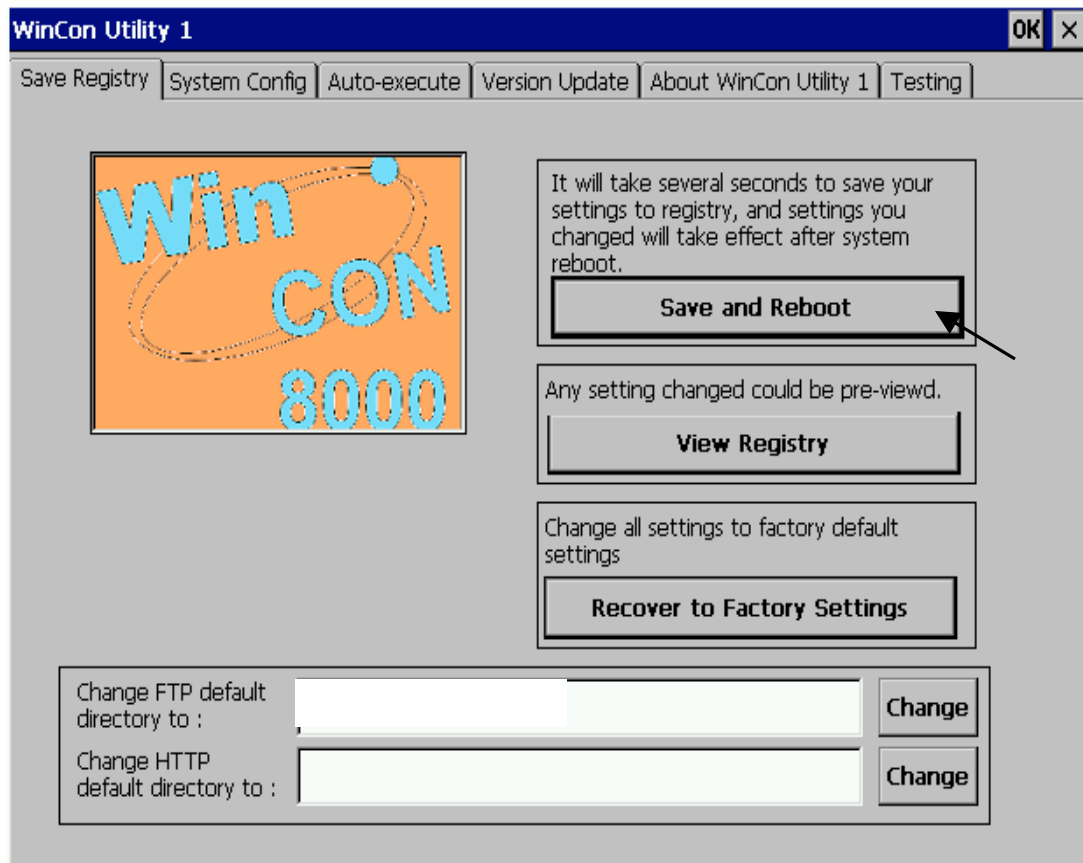 WinCon Utility 1 OK ×
Save Registry System Config Auto-execute Version Update About WinCon Utility 1 Testing
Win
CON
8000
It will take several seconds to save your
settings to registry, and settings you
changed will take effect after system
reboot.
Save and Reboot
Any setting changed could be pre-viewd.
View Registry
Change all settings to factory default
settings
Recover to Factory Settings
Change FTP default
directory to :
Change
Change HTTP
default directory to :
Change